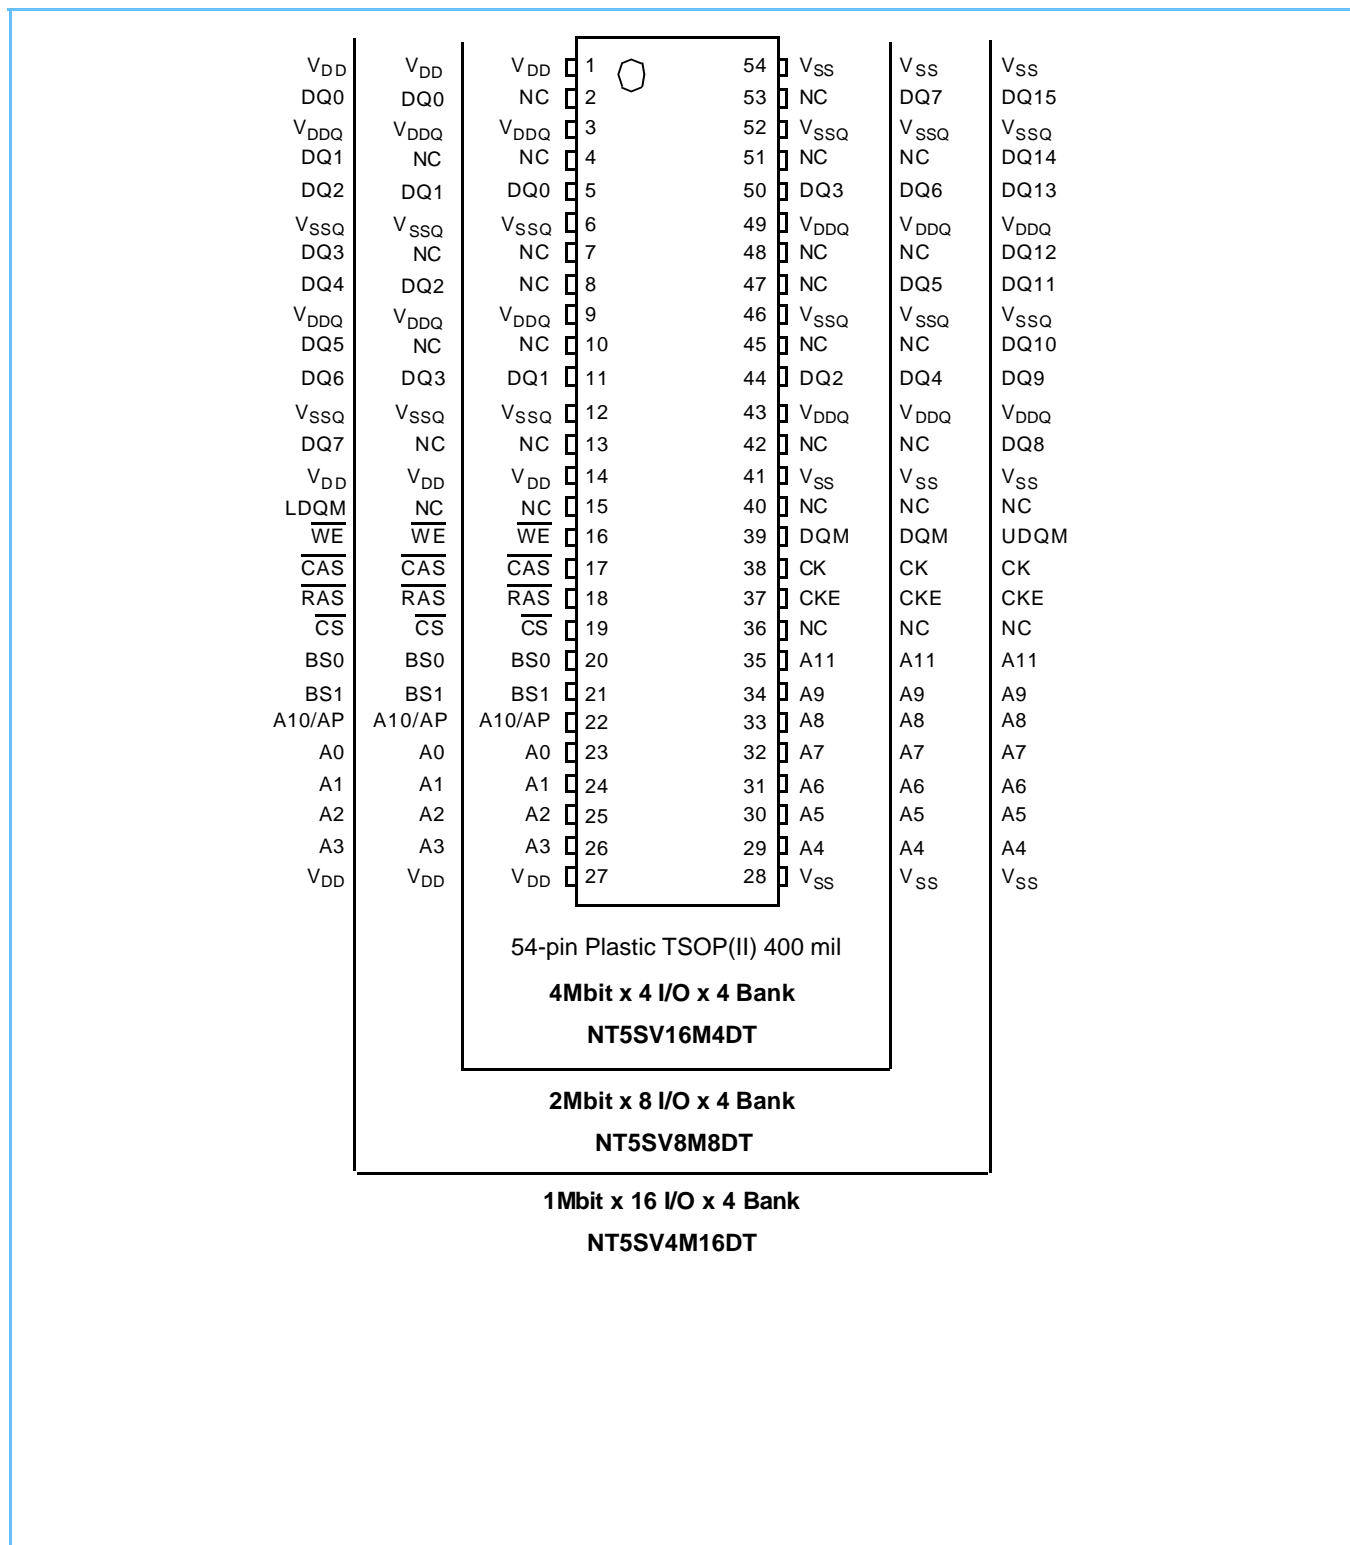 VDD VDD VDD 1 54 VSS VSS VSS
DQ0 DQ0 NC 2 53 NC DQ7 DQ15
VDDQ VDDQ VDDQ 3 52 VSSQ VSSQ VSSQ
DQ1 NC NC 4 51 NC NC DQ14
DQ2 DQ1 DQ0 5 50 DQ3 DQ6 DQ13
VSSQ VSSQ VSSQ 6 49 VDDQ VDDQ VDDQ
DQ3 NC NC 7 48 NC NC DQ12
DQ4 DQ2 NC 8 47 NC DQ5 DQ11
VDDQ VDDQ VDDQ 9 46 VSSQ VSSQ VSSQ
DQ5 NC NC 10 45 NC NC DQ10
DQ6 DQ3 DQ1 11 44 DQ2 DQ4 DQ9
VSSQ VSSQ VSSQ 12 43 VDDQ VDDQ VDDQ
DQ7 NC NC 13 42 NC NC DQ8
VDD VDD VDD 14 41 VSS VSS VSS
LDQM NC NC 15 40 NC NC NC
W̅E̅ W̅E̅ W̅E̅ 16 39 DQM DQM UDQM
C̅A̅S̅ C̅A̅S̅ C̅A̅S̅ 17 38 CK CK CK
R̅A̅S̅ R̅A̅S̅ R̅A̅S̅ 18 37 CKE CKE CKE
C̅S̅ C̅S̅ C̅S̅ 19 36 NC NC NC
BS0 BS0 BS0 20 35 A11 A11 A11
BS1 BS1 BS1 21 34 A9 A9 A9
A10/AP A10/AP A10/AP 22 33 A8 A8 A8
A0 A0 A0 23 32 A7 A7 A7
A1 A1 A1 24 31 A6 A6 A6
A2 A2 A2 25 30 A5 A5 A5
A3 A3 A3 26 29 A4 A4 A4
VDD VDD VDD 27 28 VSS VSS VSS
54-pin Plastic TSOP(II) 400 mil
4Mbit x 4 I/O x 4 Bank
NT5SV16M4DT
2Mbit x 8 I/O x 4 Bank
NT5SV8M8DT
1Mbit x 16 I/O x 4 Bank
NT5SV4M16DT